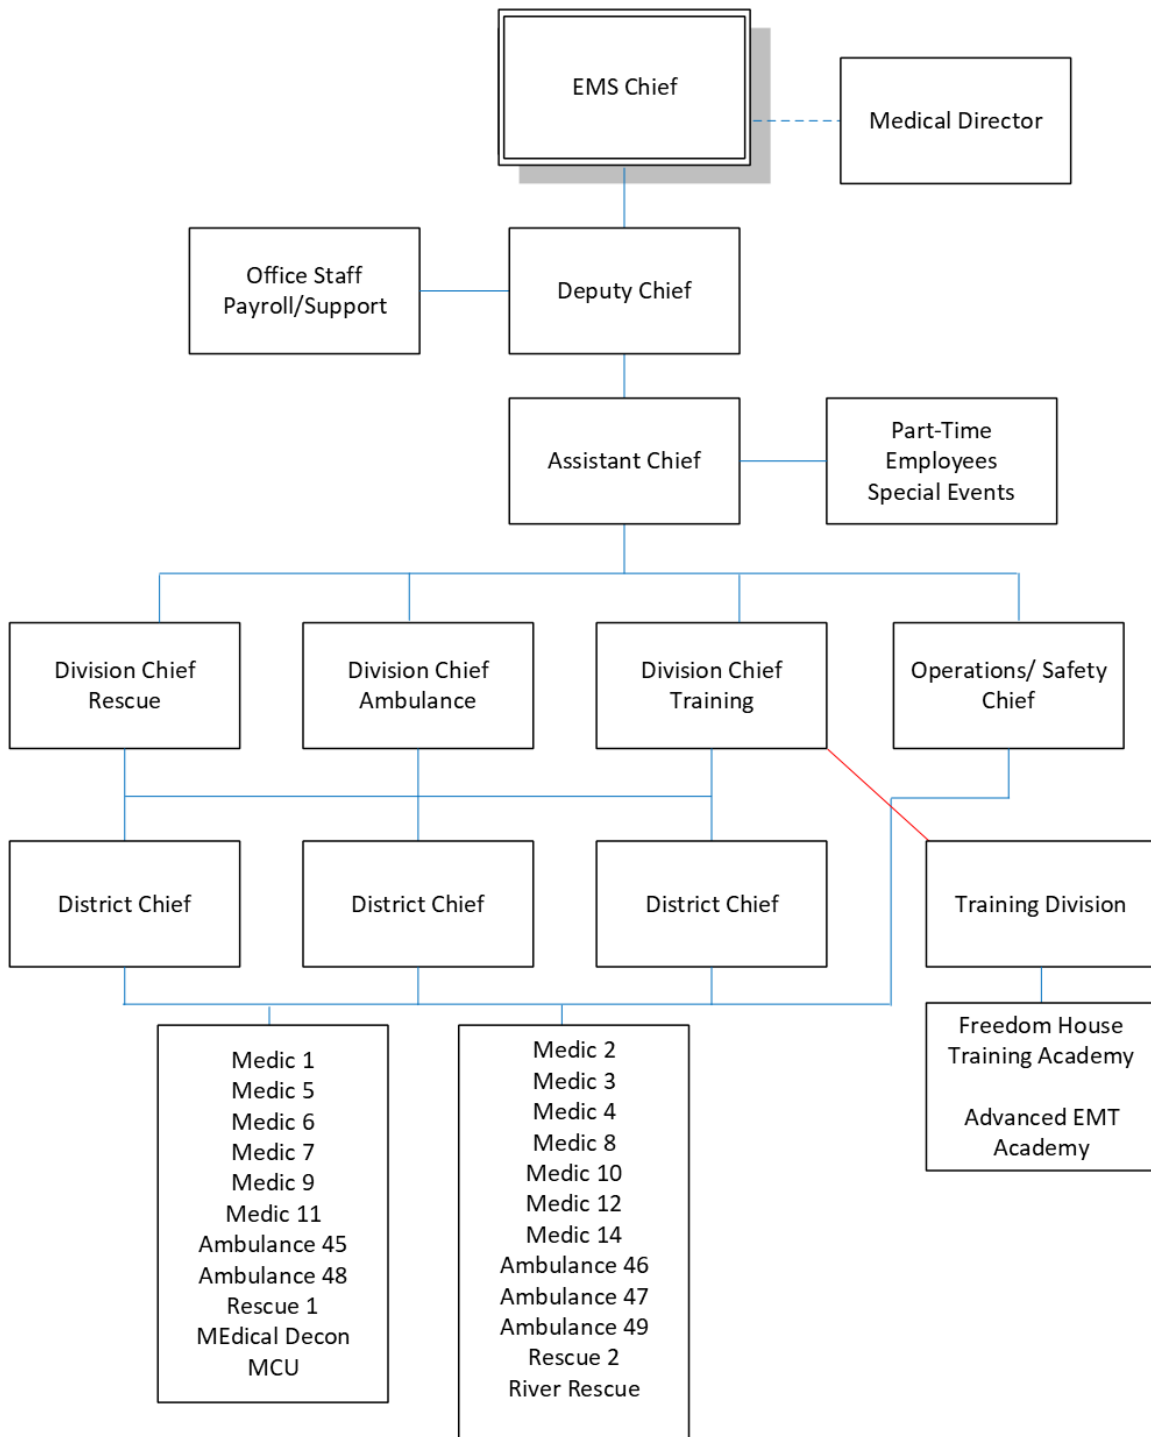 EMS Chief
Medical Director
Office Staff
Payroll/Support
Deputy Chief
Assistant Chief
Part-Time
Employees
Special Events
Division Chief
Rescue
Division Chief
Ambulance
Division Chief
Training
Operations/ Safety
Chief
District Chief
District Chief
District Chief
Training Division
Freedom House
Training Academy
Advanced EMT
Academy
Medic 1
Medic 5
Medic 6
Medic 7
Medic 9
Medic 11
Ambulance 45
Ambulance 48
Rescue 1
MEdical Decon
MCU
Medic 2
Medic 3
Medic 4
Medic 8
Medic 10
Medic 12
Medic 14
Ambulance 46
Ambulance 47
Ambulance 49
Rescue 2
River Rescue